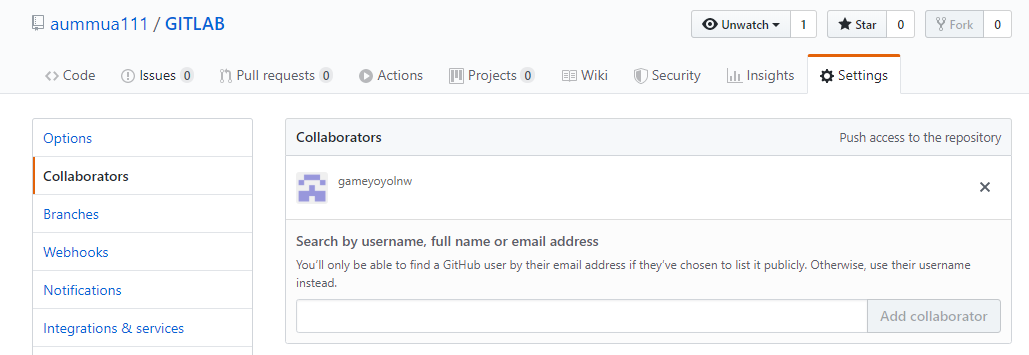 aummua111 / GITLAB
Unwatch 1 Star 0 Fork 0
Code Issues 0 Pull requests 0 Actions Projects 0 Wiki Security Insights Settings
Options
Collaborators
Branches
Webhooks
Notifications
Integrations & services
Collaborators Push access to the repository
gameyoyolnw
Search by username, full name or email address
You'll only be able to find a GitHub user by their email address if they've chosen to list it publicly. Otherwise, use their username
instead.
Add collaborator